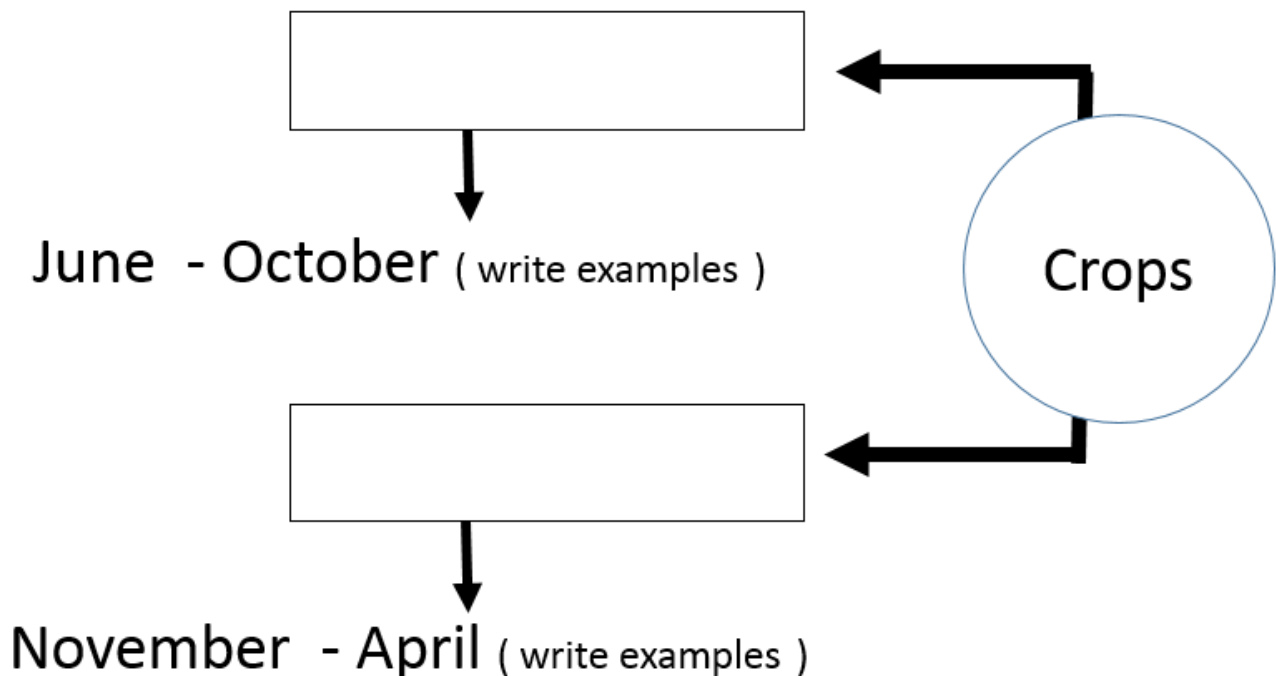 June - October ( write examples )
Crops
November - April ( write examples )